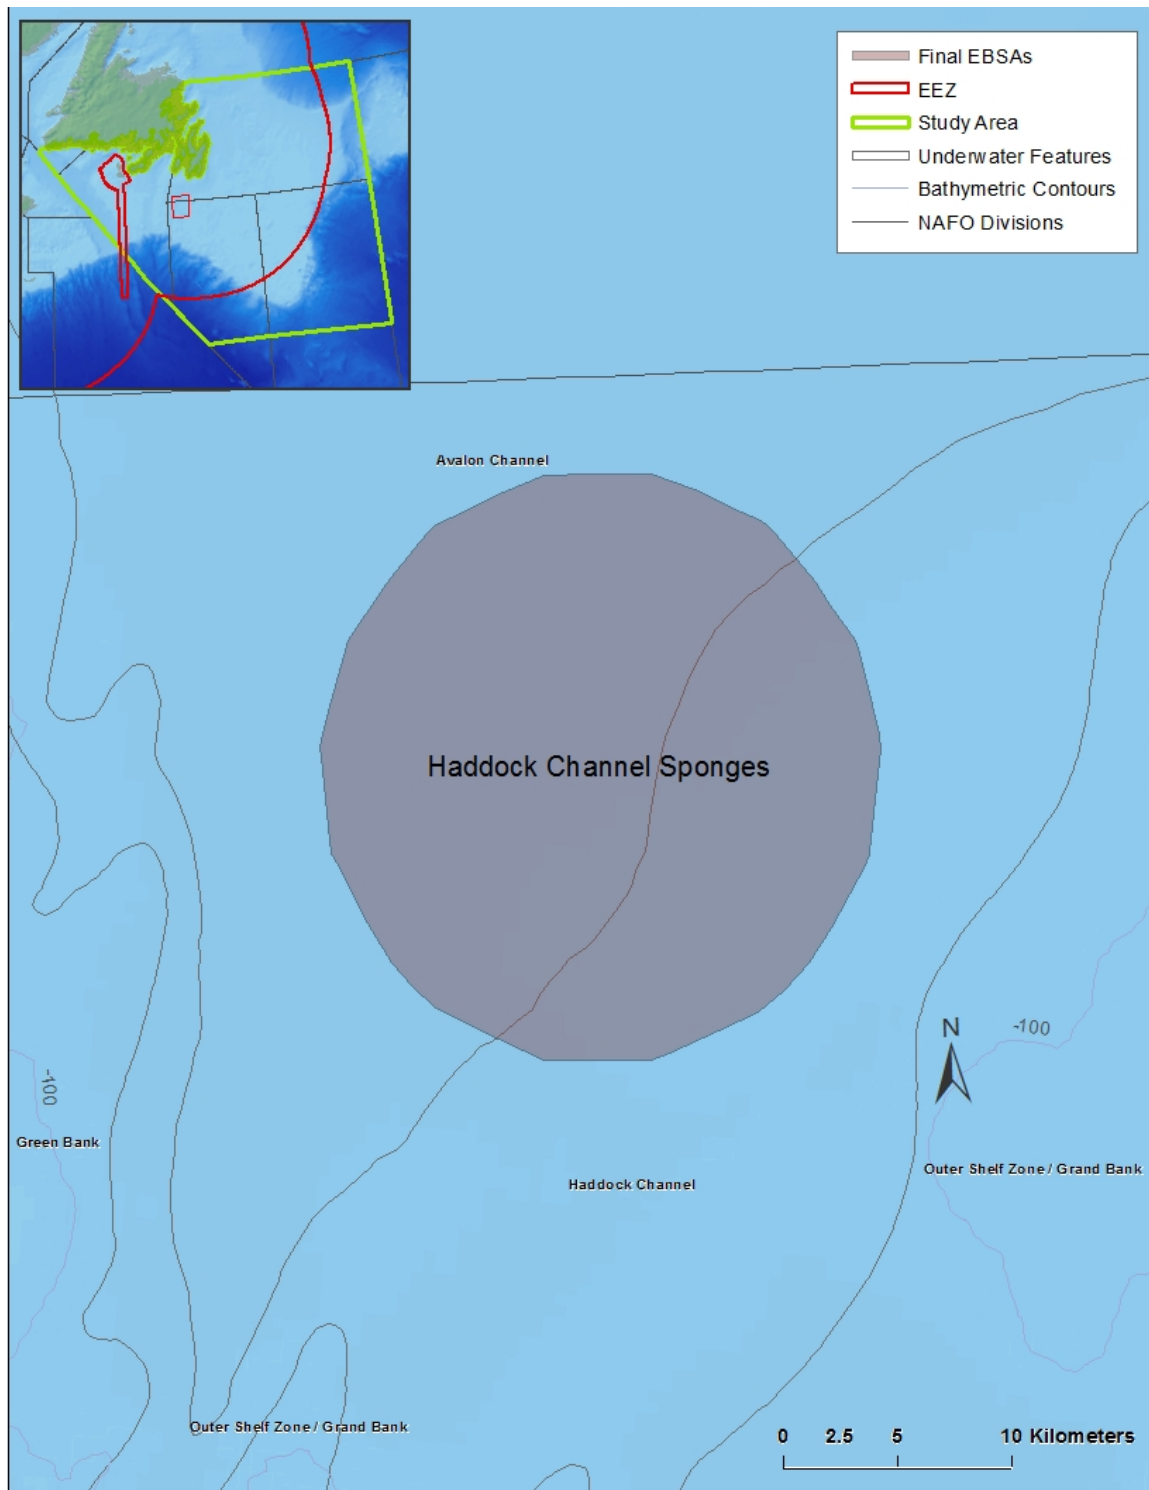 Final EBSAs
EEZ
Study Area
Underwater Features
Bathymetric Contours
NAFO Divisions
Avalon Channel
Haddock Channel Sponges
N
-100
-100
Green Bank
Outer Shelf Zone / Grand Bank
Haddock Channel
Outer Shelf Zone / Grand Bank
0 2.5 5 10 Kilometers